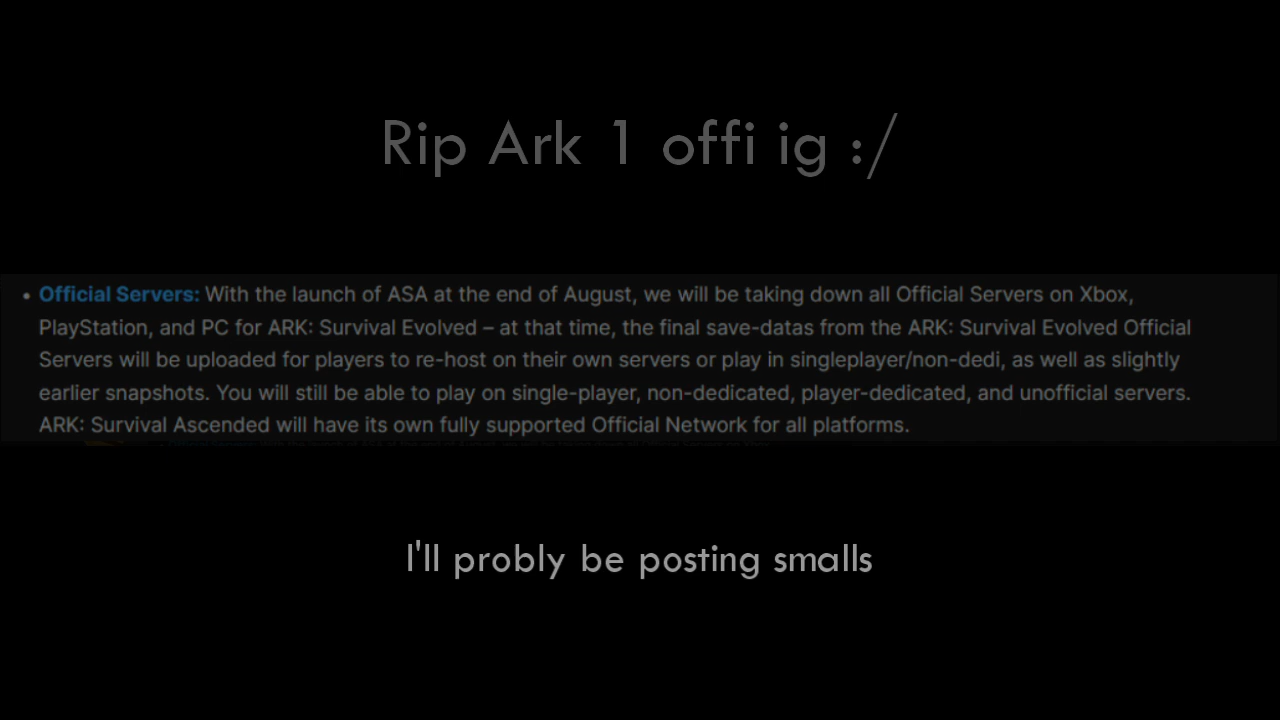 Rip Ark 1 offi ig :/
• Official Servers: With the launch of ASA at the end of August, we will be taking down all Official Servers on Xbox,
PlayStation, and PC for ARK: Survival Evolved – at that time, the final save-datas from the ARK: Survival Evolved Official
Servers will be uploaded for players to re-host on their own servers or play in singleplayer/non-dedi, as well as slightly
earlier snapshots. You will still be able to play on single-player, non-dedicated, player-dedicated, and unofficial servers.
ARK: Survival Ascended will have its own fully supported Official Network for all platforms.
I'll probly be posting smalls